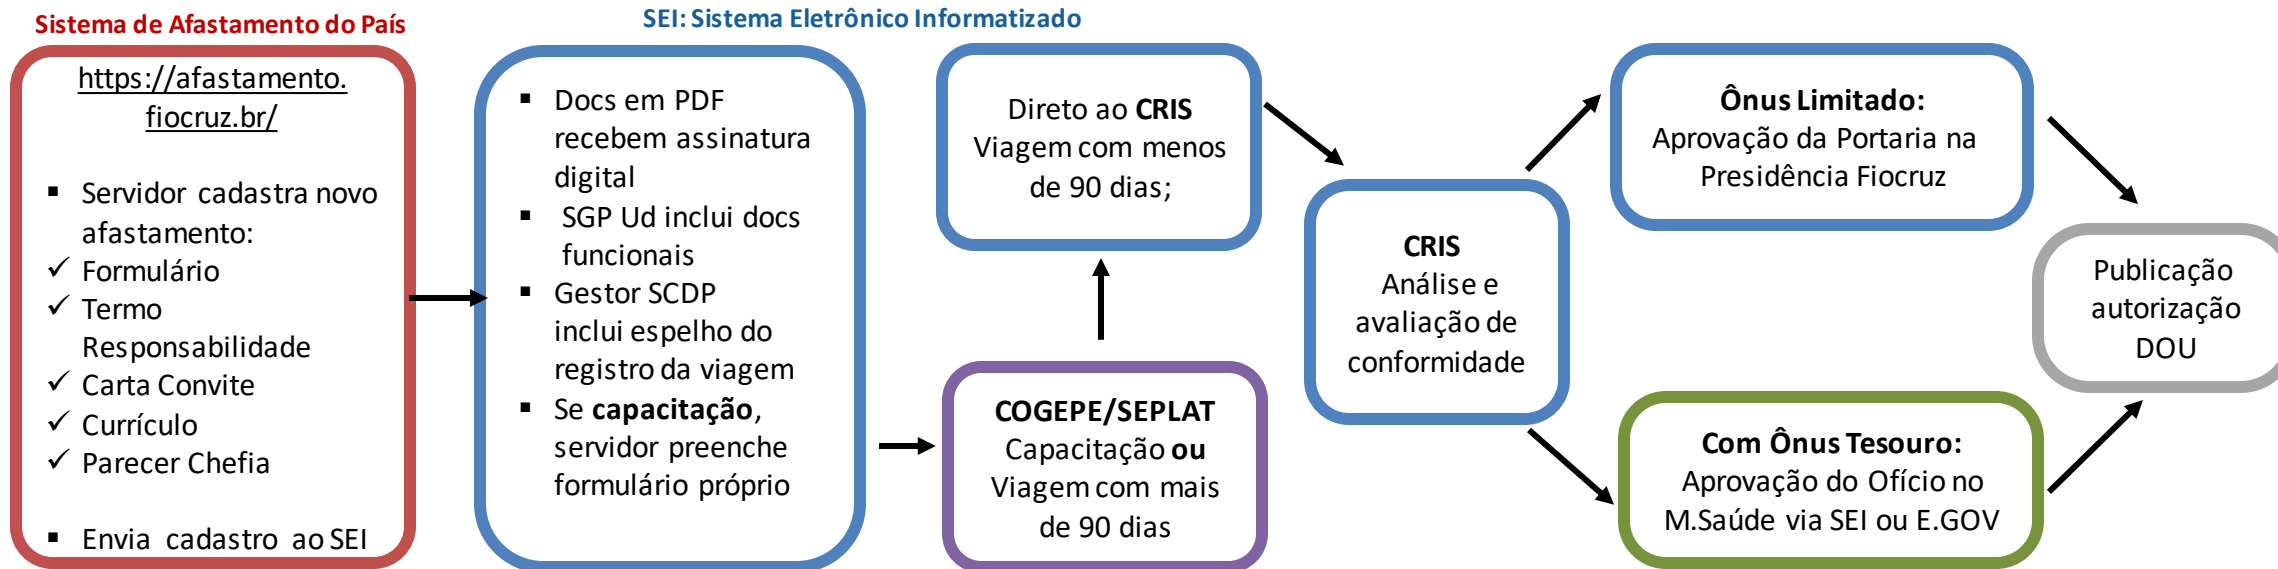 Sistema de Afastamento do País
https://afastamento.
fiocruz.br/
▪ Servidor cadastra novo
afastamento:
✓ Formulário
✓ Termo
Responsabilidade
✓ Carta Convite
✓ Currículo
✓ Parecer Chefia
▪ Envia cadastro ao SEI
SEI: Sistema Eletrônico Informatizado
▪ Docs em PDF
recebem assinatura
digital
▪ SGP Ud inclui docs
funcionais
▪ Gestor SCDP
inclui espelho do
registro da viagem
▪ Se capacitação,
servidor preenche
formulário próprio
Direto ao CRIS
Viagem com menos
de 90 dias;
COGEPE/SEPLAT
Capacitação ou
Viagem com mais
de 90 dias
CRIS
Análise e
avaliação de
conformidade
Ônus Limitado:
Aprovação da Portaria na
Presidência Fiocruz
Com Ônus Tesouro:
Aprovação do Ofício no
M.Saúde via SEI ou E.GOV
Publicação
autorização
DOU